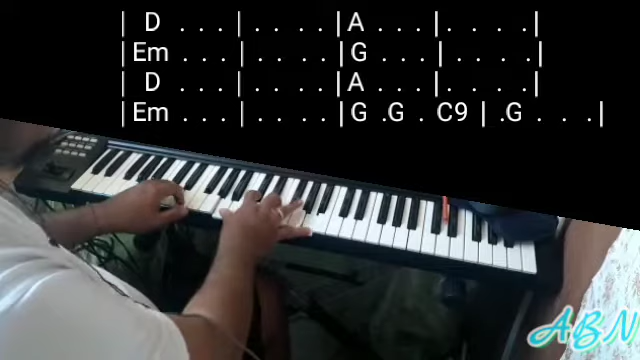 | D . . . | . . . . | A . . . | . . . . |
| Em . . . | . . . . | G . . . | . . . . |
| D . . . | . . . . | A . . . | . . . . |
| Em . . . | . . . . | G . G . C9 | . G . . . |
ABN